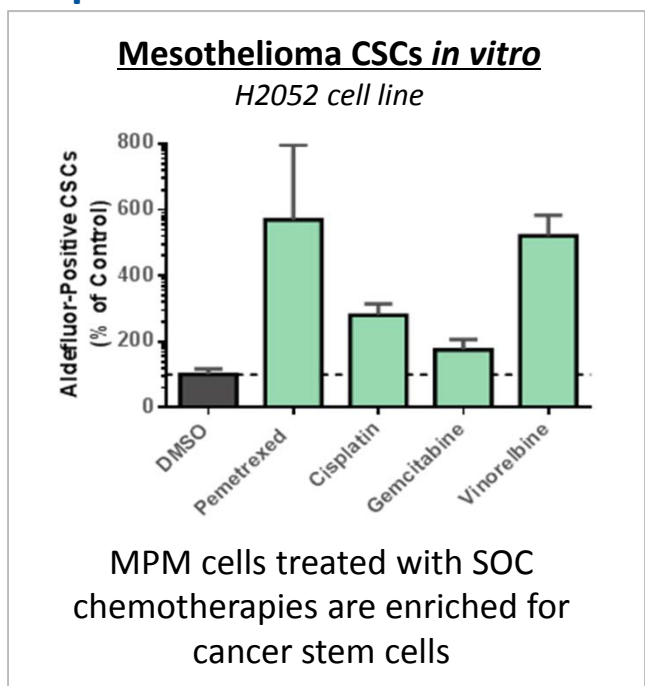 Mesothelioma CSCs in vitro
H2052 cell line
Aldefluor-Positive CSCs
(% of Control)
800
600
400
200
0
DMSO
Pemetrexed
Cisplatin
Gemcitabine
Vinorelbine
MPM cells treated with SOC
chemotherapies are enriched for
cancer stem cells